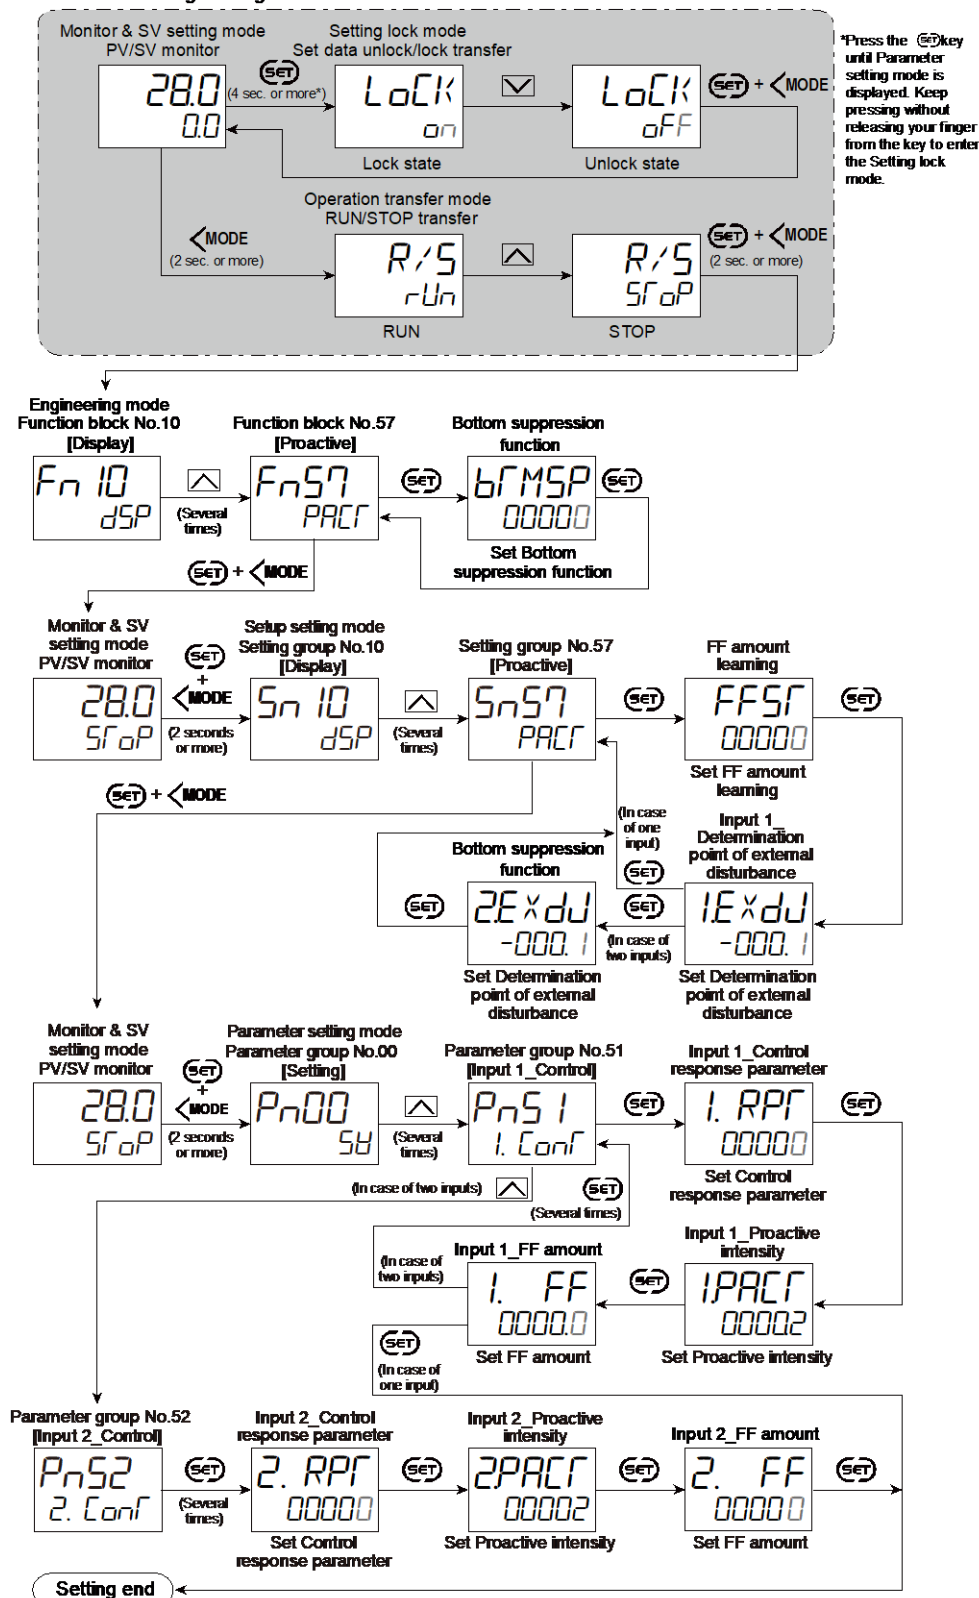 Monitor & SV setting mode
PV/SV monitor
Setting lock mode
Set data unlock/lock transfer
28.0
0.0
SET
(4 sec. or more*)
LoCK
on
Lock state
LoCK
oFF
Unlock state
SET + <MODE
*Press the SET key
until Parameter
setting mode is
displayed. Keep
pressing without
releasing your finger
from the key to enter
the Setting lock
mode.
Operation transfer mode
RUN/STOP transfer
<MODE
(2 sec. or more)
R/S
rUn
RUN
R/S
SToP
STOP
SET + <MODE
(2 sec. or more)
Engineering mode
Function block No.10
[Display]
Fn 10
dSP
(Several
times)
Function block No.57
[Proactive]
Fn57
PACT
SET
Bottom suppression
function
bTMSP
00000
SET
Set Bottom
suppression function
SET + <MODE
Monitor & SV
setting mode
PV/SV monitor
28.0
SToP
SET
+
<MODE
(2 seconds
or more)
Setup setting mode
Setting group No.10
[Display]
Sn 10
dSP
(Several
times)
Setting group No.57
[Proactive]
Sn57
PACT
SET
FF amount
learning
FFST
00000
SET
Set FF amount
learning
SET + <MODE
(In case
of one
input)
SET
Input 1_
Determination
point of external
disturbance
1.EXdJ
-000.1
Set Determination
point of external
disturbance
SET
(In case of
two inputs)
Bottom suppression
function
2.EXdJ
-000.1
Set Determination
point of external
disturbance
SET
Monitor & SV
setting mode
PV/SV monitor
28.0
SToP
SET
+
<MODE
(2 seconds
or more)
Parameter setting mode
Parameter group No.00
[Setting]
Pn00
SV
(Several
times)
Parameter group No.51
[Input 1_Control]
Pn51
1. ConT
SET
Input 1_Control
response parameter
1. RPT
00000
SET
Set Control
response parameter
(In case of two inputs)
SET
(Several times)
Input 1_Proactive
intensity
1.PACT
00002
Set Proactive intensity
SET
Input 1_FF amount
1. FF
0000.0
Set FF amount
(In case of
two inputs)
SET
(In case of
one input)
Parameter group No.52
[Input 2_Control]
Pn52
2. ConT
SET
(Several
times)
Input 2_Control
response parameter
2. RPT
00000
Set Control
response parameter
SET
Input 2_Proactive
intensity
2.PACT
00002
Set Proactive intensity
SET
Input 2_FF amount
2. FF
00000
Set FF amount
SET
Setting end